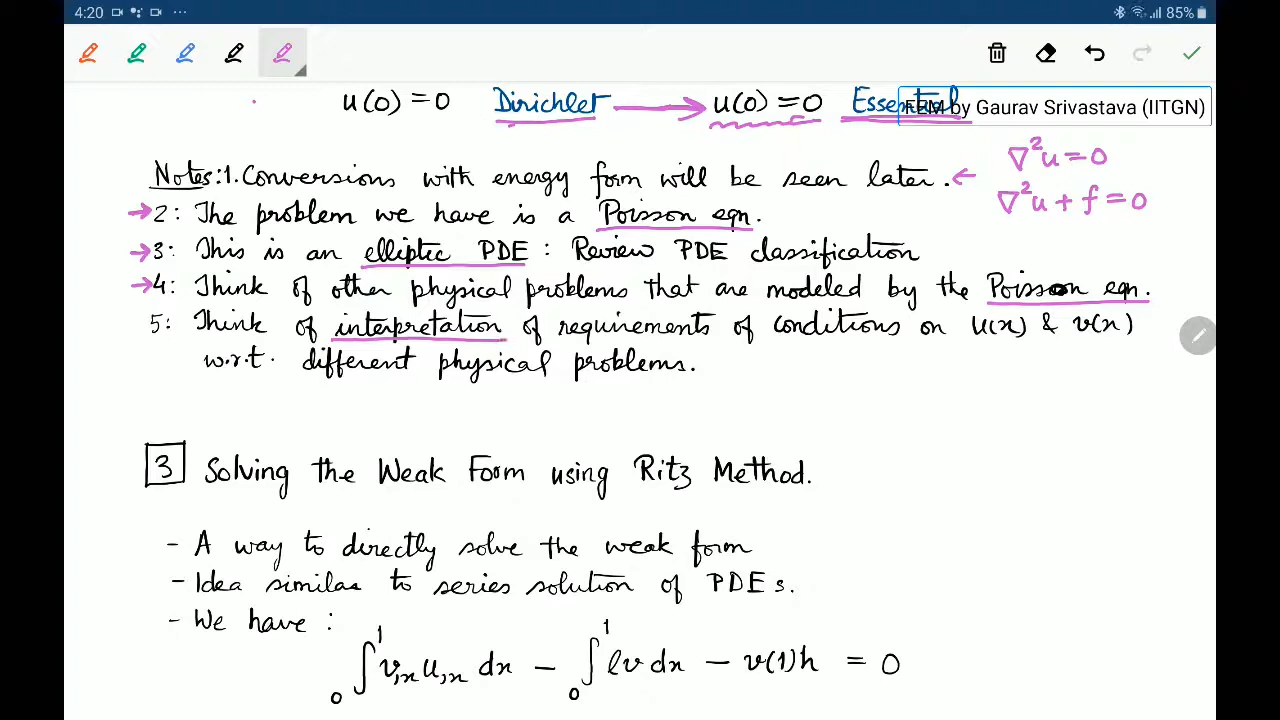 4:20 85%
u(0) = 0 Dirichlet → u(0) = 0 Essential
FEM by Gaurav Srivastava (IITGN)
∇²u = 0
Notes: 1. Conversions with energy form will be seen later. ←
∇²u + f = 0
→ 2: The problem we have is a Poisson eqn.
→ 3: This is an elliptic PDE : Review PDE classification
→ 4: Think of other physical problems that are modeled by the Poisson eqn.
5: Think of interpretation of requirements of conditions on u(x) & v(x)
w.r.t. different physical problems.
3 Solving the Weak Form using Ritz Method.
- A way to directly solve the weak form
- Idea similar to series solution of PDEs.
- We have :
∫₀¹ v,ₓ u,ₓ dx – ∫₀¹ lv dx – v(1)h = 0